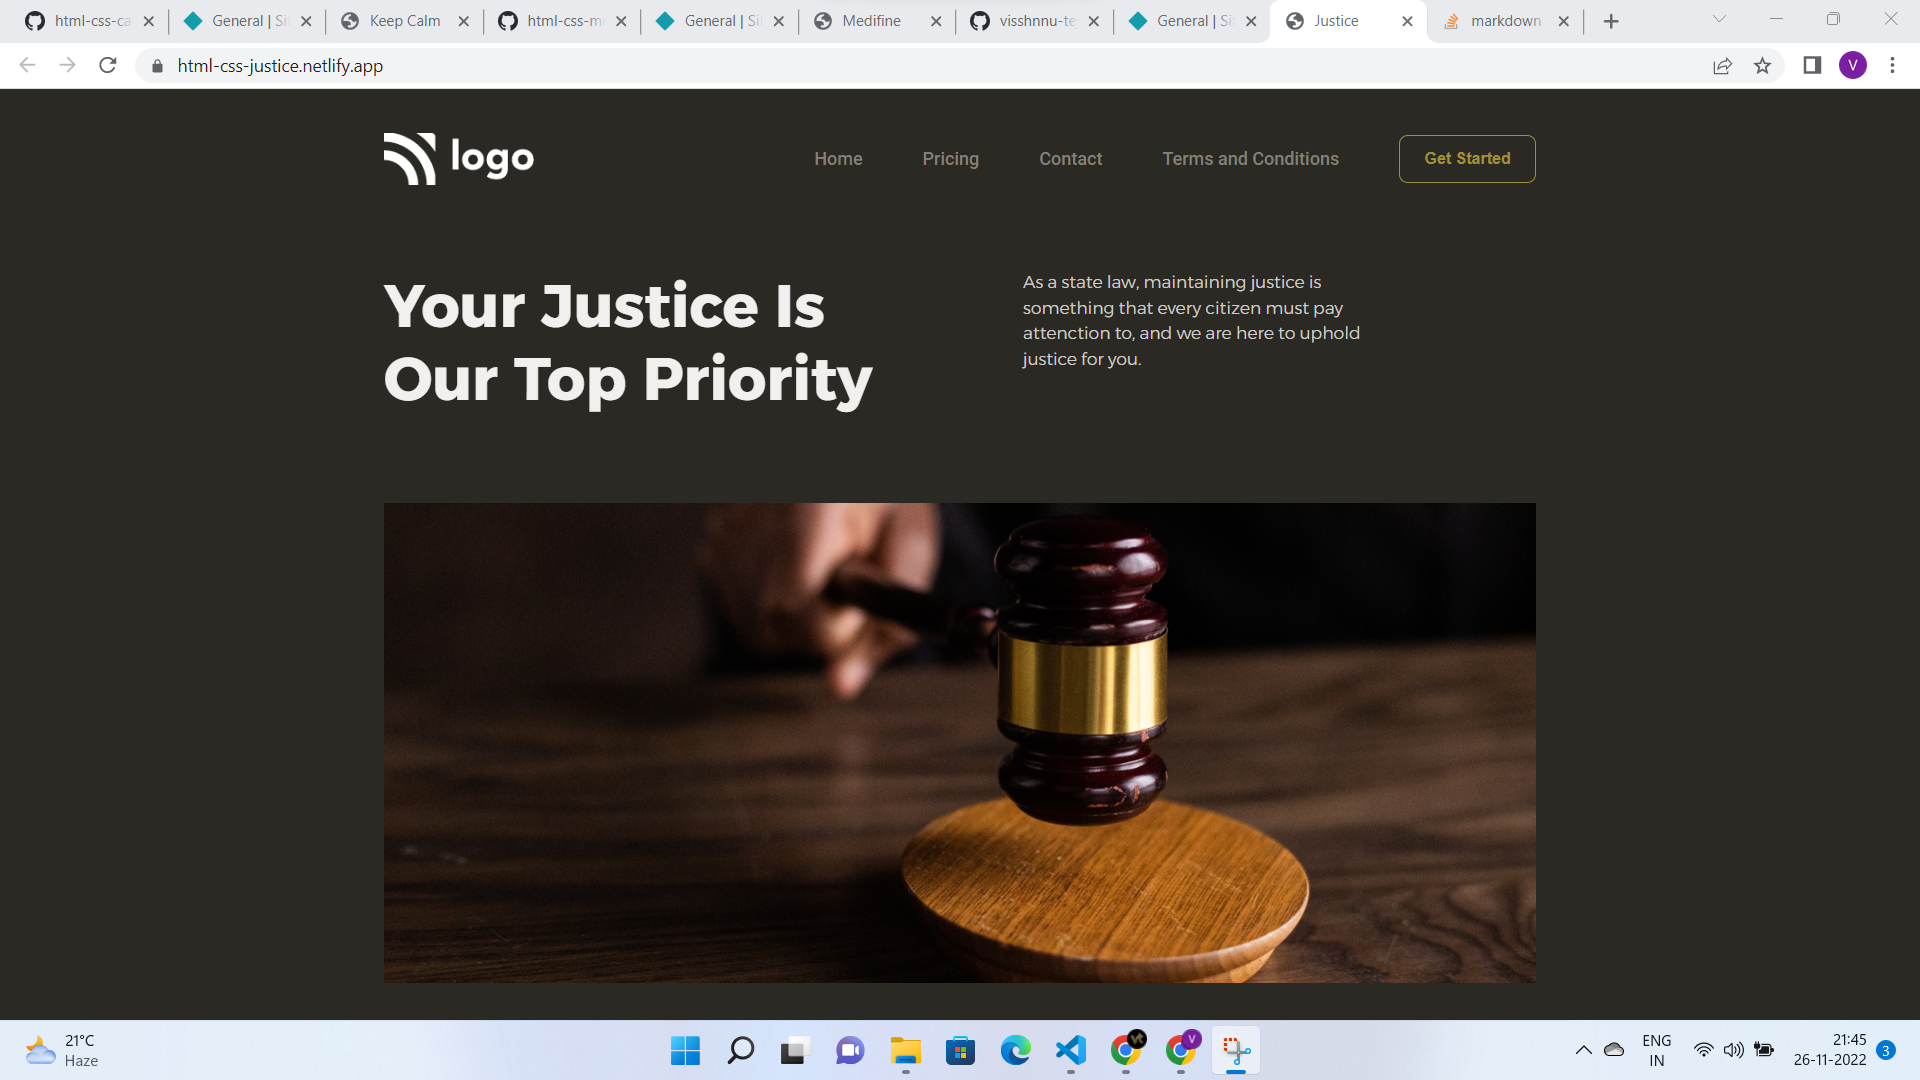 html-css-ca
General | Sit
Keep Calm
html-css-m
General | Sit
Medifine
visshnnu-te
General | Sit
Justice
markdown
html-css-justice.netlify.app
V
logo
Home
Pricing
Contact
Terms and Conditions
Get Started
Your Justice Is
Our Top Priority
As a state law, maintaining justice is
something that every citizen must pay
attenction to, and we are here to uphold
justice for you.
21°C
Haze
V
ENG
IN
21:45
26-11-2022
3